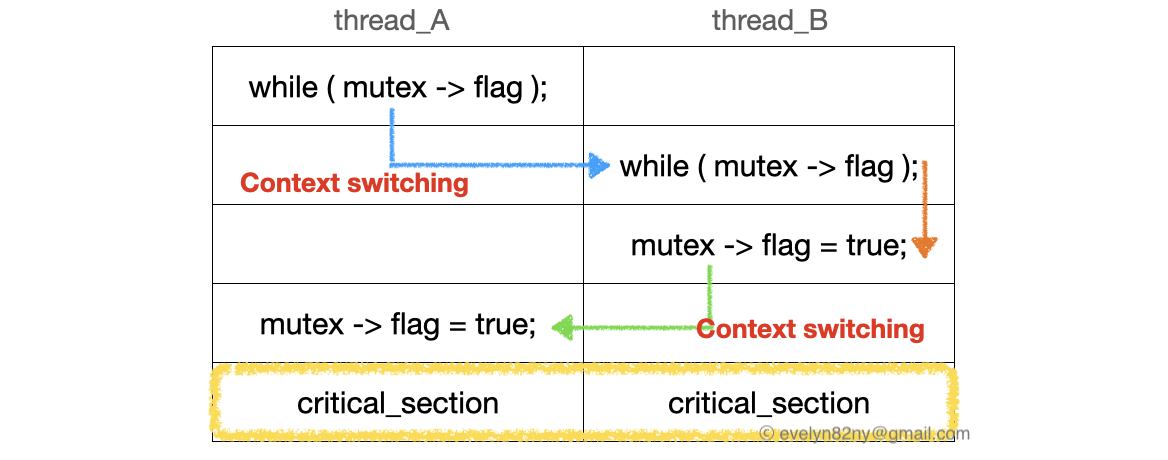 thread_A thread_B
while ( mutex -> flag );
while ( mutex -> flag );
Context switching
mutex -> flag = true;
mutex -> flag = true;
Context switching
critical_section critical_section
© evelyn82ny@gmail.com